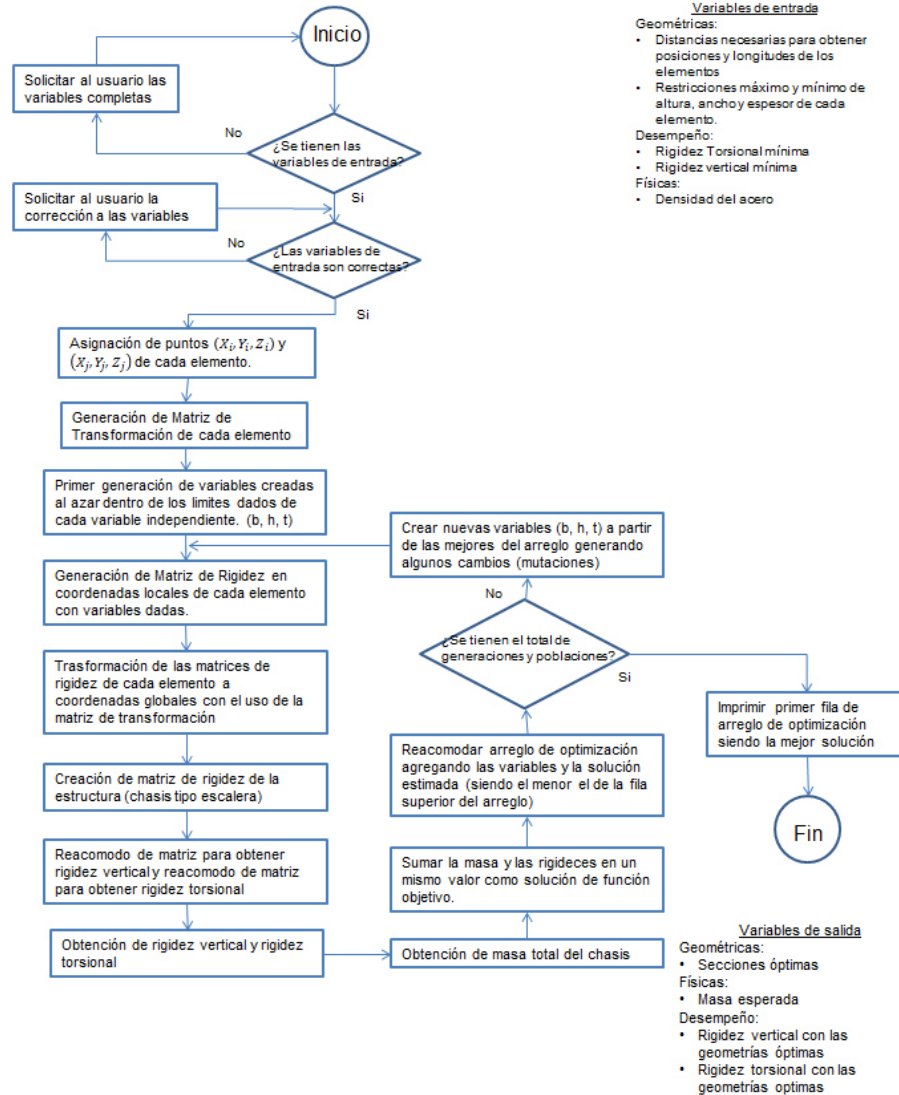 Inicio
Solicitar al usuario las
variables completas
No
¿Se tienen las
variables de entrada?
Si
Solicitar al usuario la
corrección a las variables
No
¿Las variables de
entrada son correctas?
Si
Asignación de puntos (Xᵢ, Yᵢ, Zᵢ) y
(Xⱼ, Yⱼ, Zⱼ) de cada elemento.
Generación de Matriz de
Transformación de cada elemento
Primer generación de variables creadas
al azar dentro de los limites dados de
cada variable independiente. (b, h, t)
Generación de Matriz de Rigidez en
coordenadas locales de cada elemento
con variables dadas.
Trasformación de las matrices de
rigidez de cada elemento a
coordenadas globales con el uso de la
matriz de transformación
Creación de matriz de rigidez de la
estructura (chasis tipo escalera)
Reacomodo de matriz para obtener
rigidez vertical y reacomodo de matriz
para obtener rigidez torsional
Obtención de rigidez vertical y rigidez
torsional
Obtención de masa total del chasis
Sumar la masa y las rigideces en un
mismo valor como solución de función
objetivo.
Reacomodar arreglo de optimización
agregando las variables y la solución
estimada (siendo el menor el de la fila
superior del arreglo)
¿Se tienen el total de
generaciones y poblaciones?
No
Crear nuevas variables (b, h, t) a partir
de las mejores del arreglo generando
algunos cambios (mutaciones)
Si
Imprimir primer fila de
arreglo de optimización
siendo la mejor solución
Fin
Variables de entrada
Geométricas:
• Distancias necesarias para obtener
posiciones y longitudes de los
elementos
• Restricciones máximo y mínimo de
altura, ancho y espesor de cada
elemento.
Desempeño:
• Rigidez Torsional mínima
• Rigidez vertical mínima
Físicas:
• Densidad del acero
Variables de salida
Geométricas:
• Secciones óptimas
Físicas:
• Masa esperada
Desempeño:
• Rigidez vertical con las
geometrías óptimas
• Rigidez torsional con las
geometrías optimas